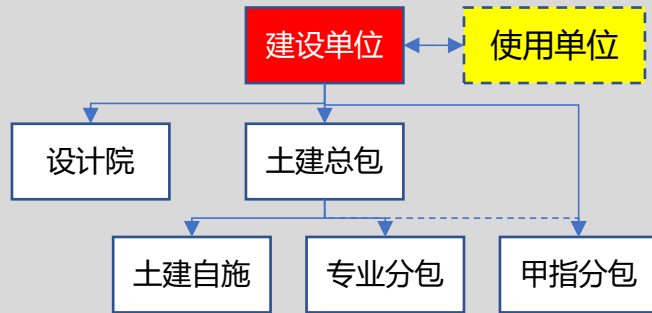 建设单位
使用单位
设计院
土建总包
土建自施
专业分包
甲指分包